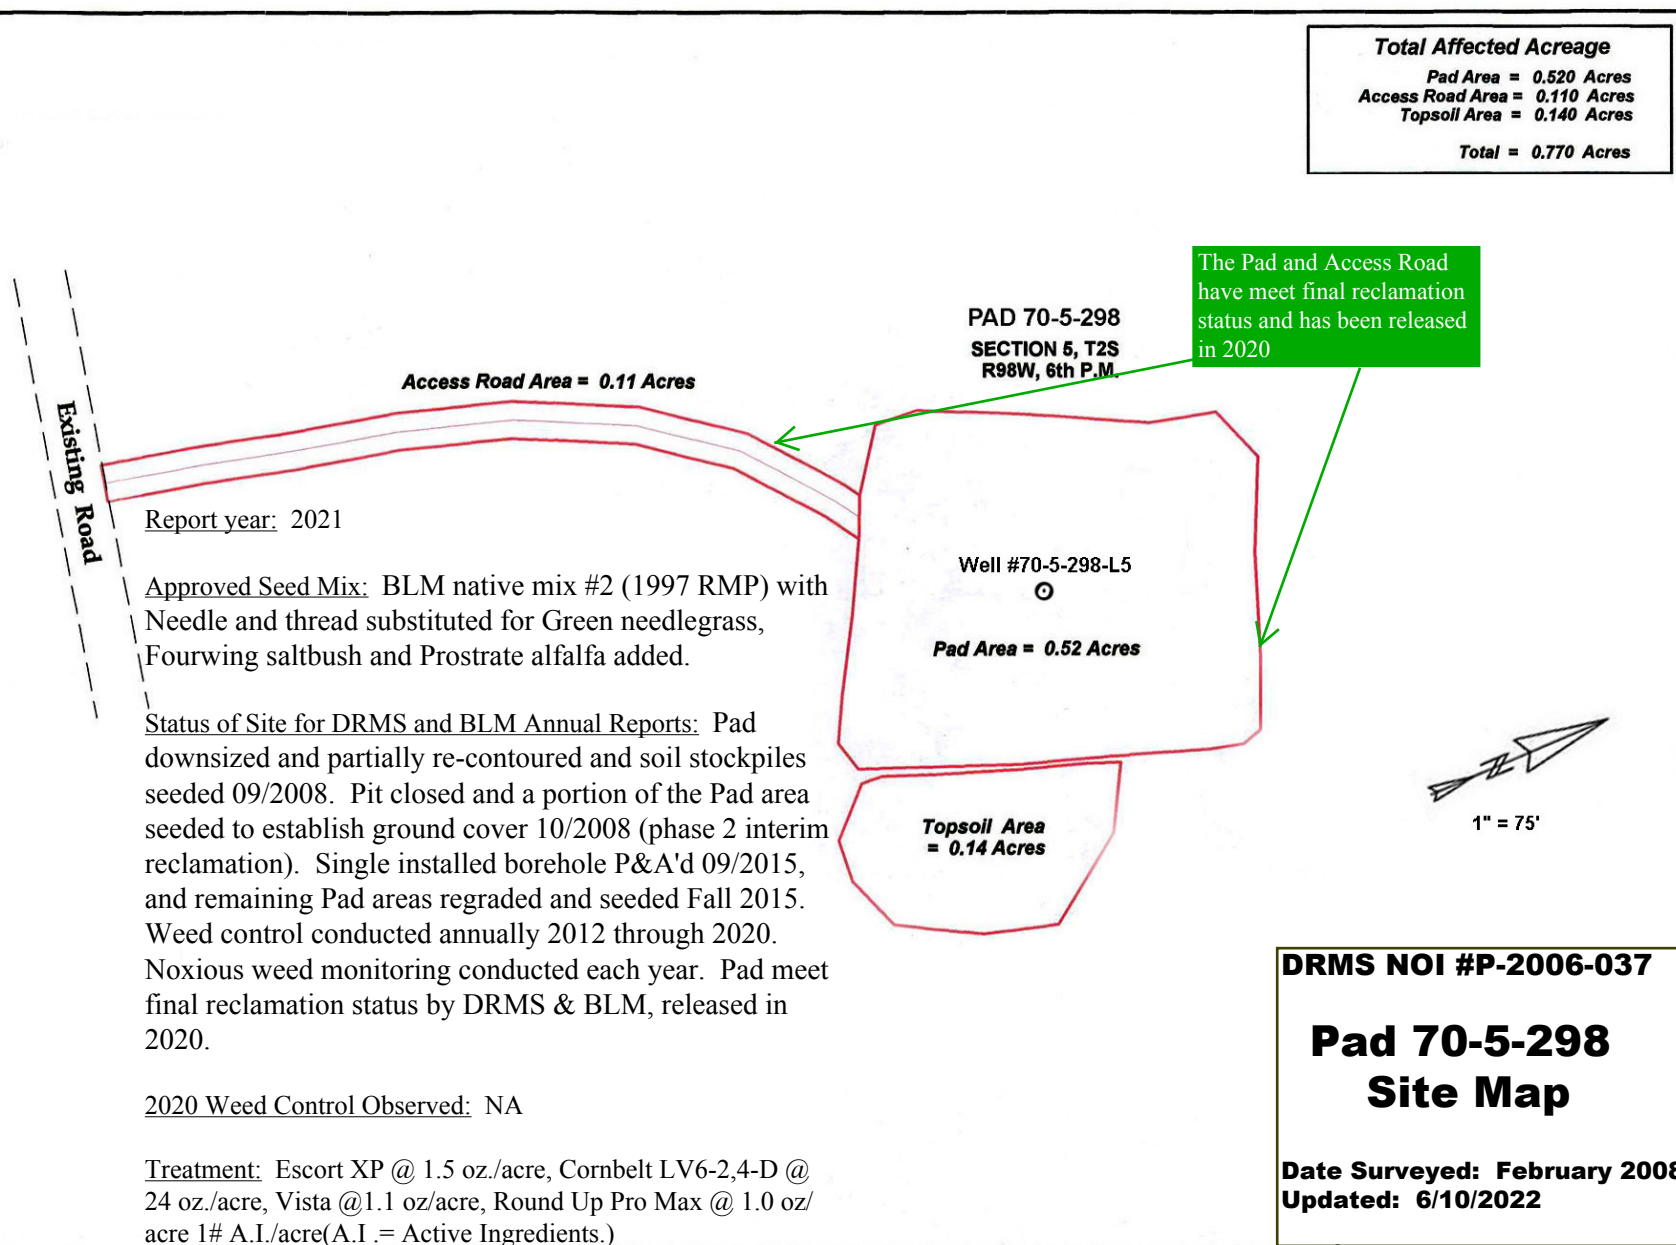 Total Affected Acreage
Pad Area = 0.520 Acres
Access Road Area = 0.110 Acres
Topsoil Area = 0.140 Acres
Total = 0.770 Acres
The Pad and Access Road
have meet final reclamation
status and has been released
in 2020
PAD 70-5-298
SECTION 5, T2S
R98W, 6th P.M.
Access Road Area = 0.11 Acres
Existing Road
Well #70-5-298-L5
Pad Area = 0.52 Acres
Topsoil Area
= 0.14 Acres
1" = 75'
Report year: 2021
Approved Seed Mix: BLM native mix #2 (1997 RMP) with
Needle and thread substituted for Green needlegrass,
Fourwing saltbush and Prostrate alfalfa added.
Status of Site for DRMS and BLM Annual Reports: Pad
downsized and partially re-contoured and soil stockpiles
seeded 09/2008. Pit closed and a portion of the Pad area
seeded to establish ground cover 10/2008 (phase 2 interim
reclamation). Single installed borehole P&A'd 09/2015,
and remaining Pad areas regraded and seeded Fall 2015.
Weed control conducted annually 2012 through 2020.
Noxious weed monitoring conducted each year. Pad meet
final reclamation status by DRMS & BLM, released in
2020.
2020 Weed Control Observed: NA
Treatment: Escort XP @ 1.5 oz./acre, Cornbelt LV6-2,4-D @
24 oz./acre, Vista @1.1 oz/acre, Round Up Pro Max @ 1.0 oz/
acre 1# A.I./acre(A.I .= Active Ingredients.)
DRMS NOI #P-2006-037
Pad 70-5-298
Site Map
Date Surveyed: February 2008
Updated: 6/10/2022